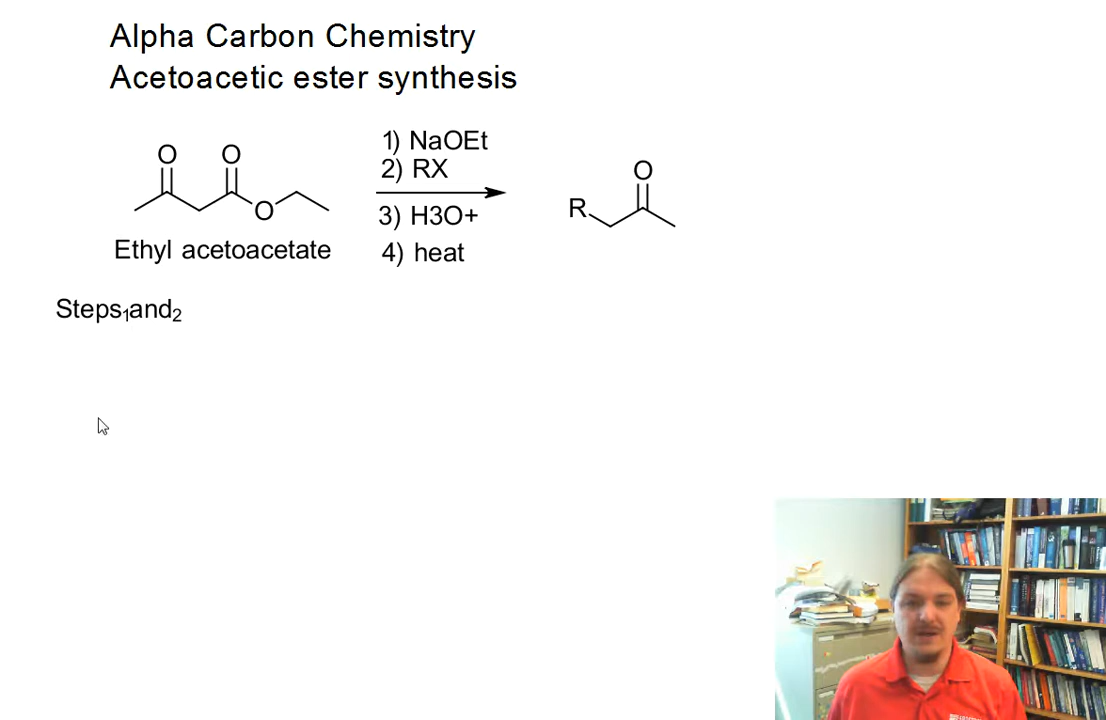 Alpha Carbon Chemistry
Acetoacetic ester synthesis
O O
O
1) NaOEt
2) RX
3) H3O+
4) heat
Ethyl acetoacetate
O
R
Steps₁and₂